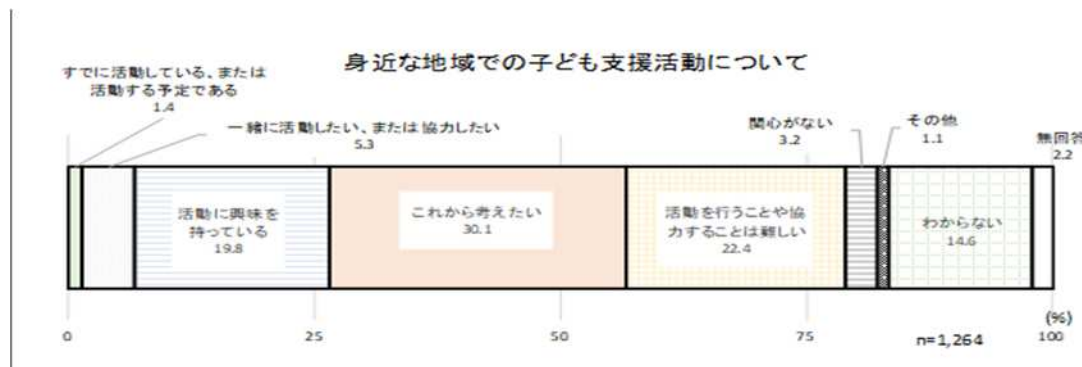 身近な地域での子ども支援活動について
すでに活動している、または
活動する予定である
1.4
一緒に活動したい、または協力したい
5.3
関心がない
3.2
その他
1.1
無回答
2.2
活動に興味を
持っている
19.8
これから考えたい
30.1
活動を行うことや協
力することは難しい
22.4
わからない
14.6
0
25
50
75
100
(%)
n=1,264